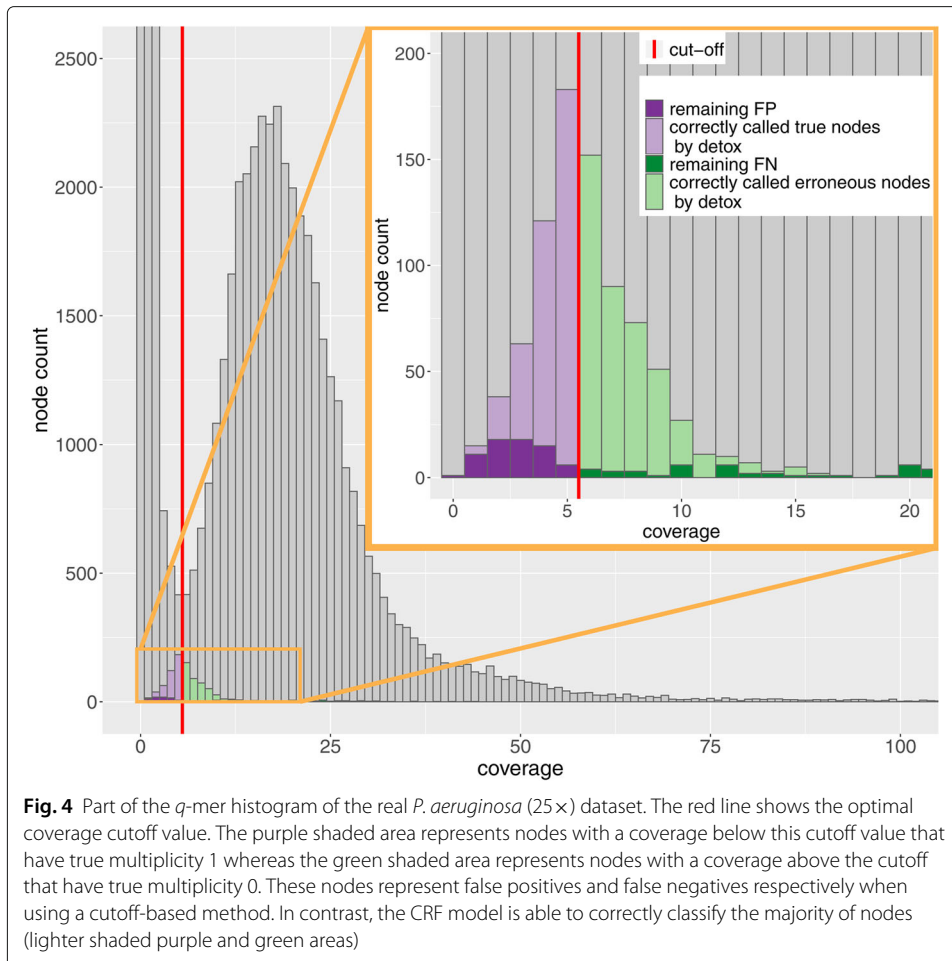 2500
2000
1500
1000
500
0
node count
0
25
50
75
100
coverage
200
150
100
50
0
node count
0
5
10
15
20
coverage
cut-off
remaining FP
correctly called true nodes
by detox
remaining FN
correctly called erroneous nodes
by detox
Fig. 4 Part of the q-mer histogram of the real P. aeruginosa (25×) dataset. The red line shows the optimal
coverage cutoff value. The purple shaded area represents nodes with a coverage below this cutoff value that
have true multiplicity 1 whereas the green shaded area represents nodes with a coverage above the cutoff
that have true multiplicity 0. These nodes represent false positives and false negatives respectively when
using a cutoff-based method. In contrast, the CRF model is able to correctly classify the majority of nodes
(lighter shaded purple and green areas)